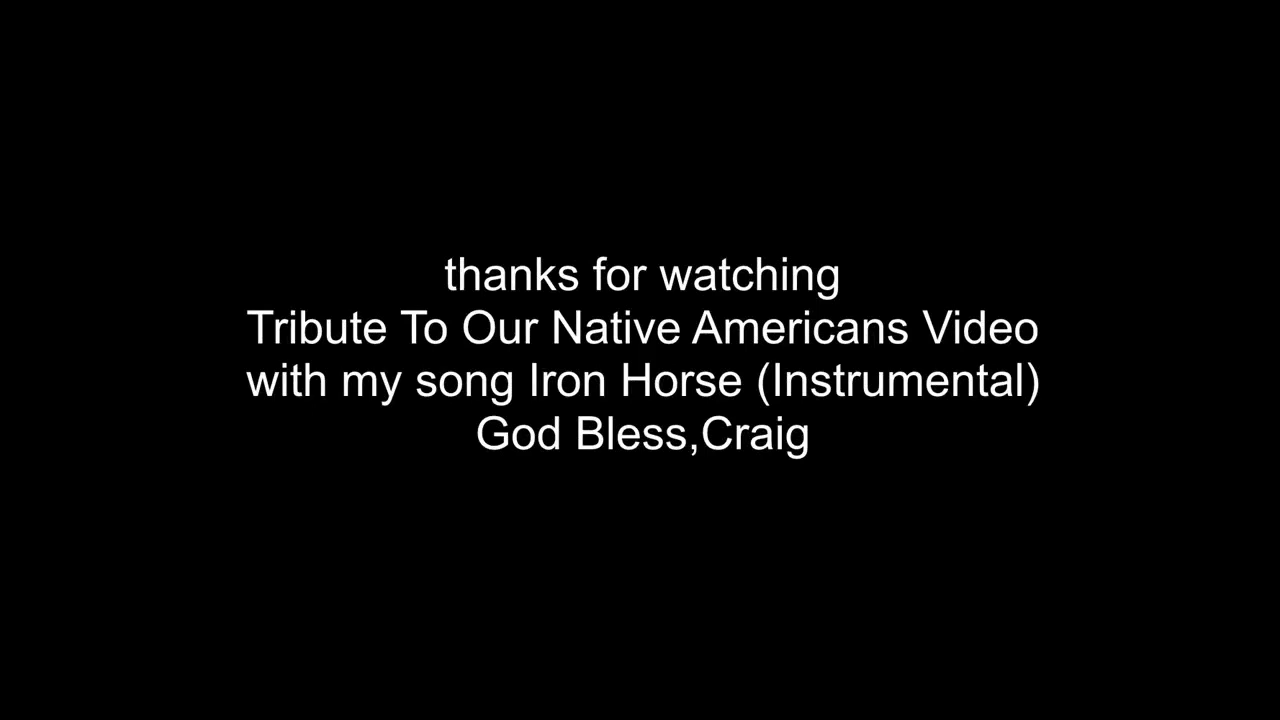 thanks for watching
Tribute To Our Native Americans Video
with my song Iron Horse (Instrumental)
God Bless,Craig